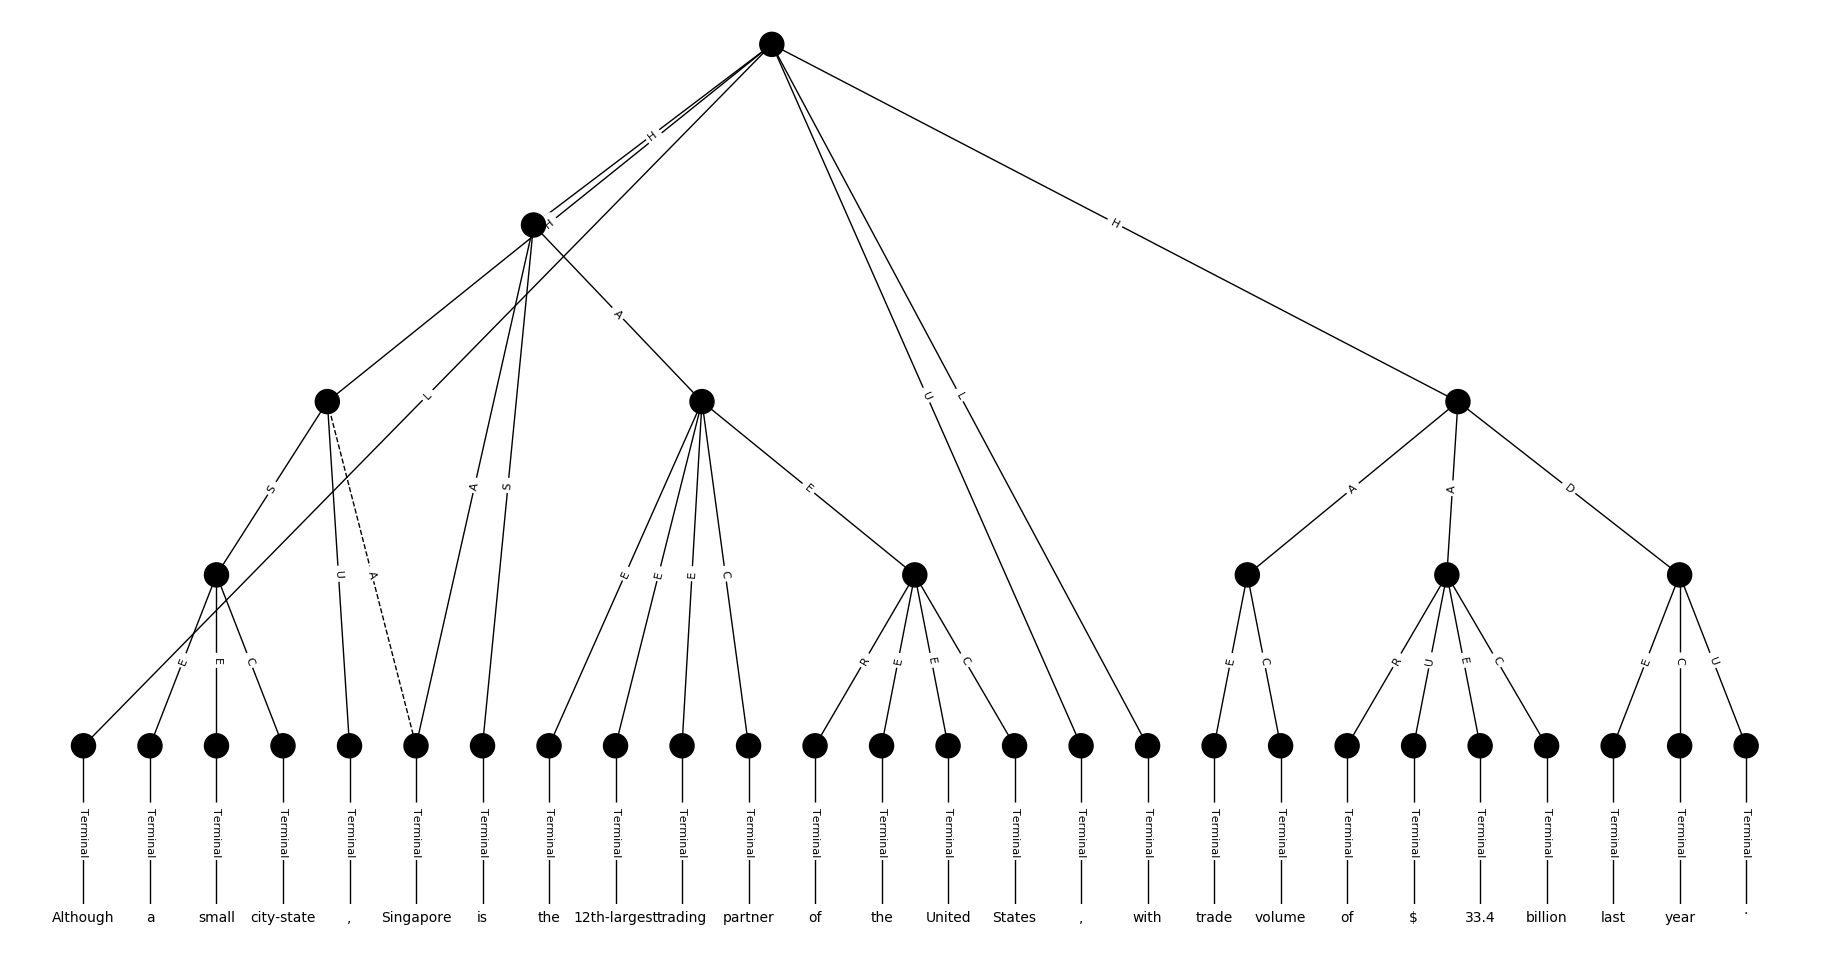 H
H
H
A
L
U
L
S
A
S
E
A
A
D
U
A
E
E
E
C
E
E
C
R
E
E
C
E
C
R
U
E
C
E
C
U
Terminal Terminal Terminal Terminal Terminal Terminal Terminal Terminal Terminal Terminal Terminal Terminal Terminal Terminal Terminal Terminal Terminal Terminal Terminal Terminal Terminal Terminal Terminal Terminal Terminal Terminal
Although a small city-state , Singapore is the 12th-largest trading partner of the United States , with trade volume of $ 33.4 billion last year .